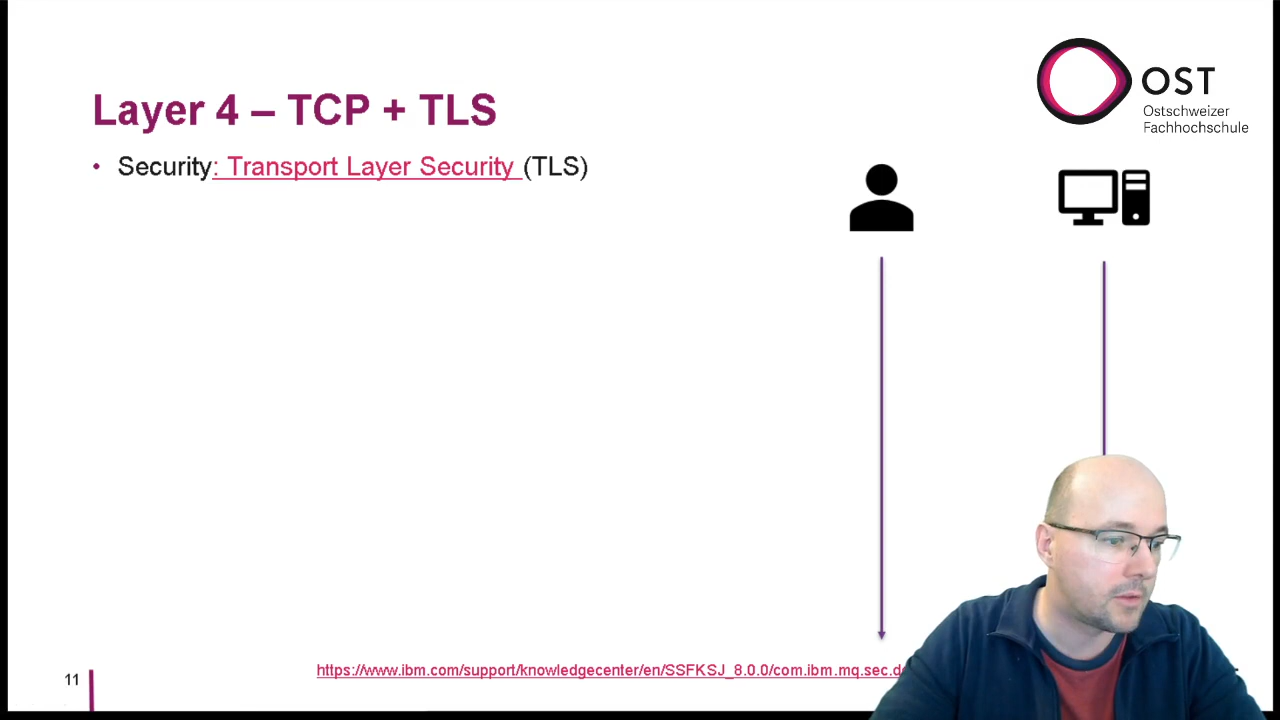 OST
Ostschweizer
Fachhochschule
Layer 4 – TCP + TLS
• Security: Transport Layer Security (TLS)
https://www.ibm.com/support/knowledgecenter/en/SSFKSJ_8.0.0/com.ibm.mq.sec.d
11